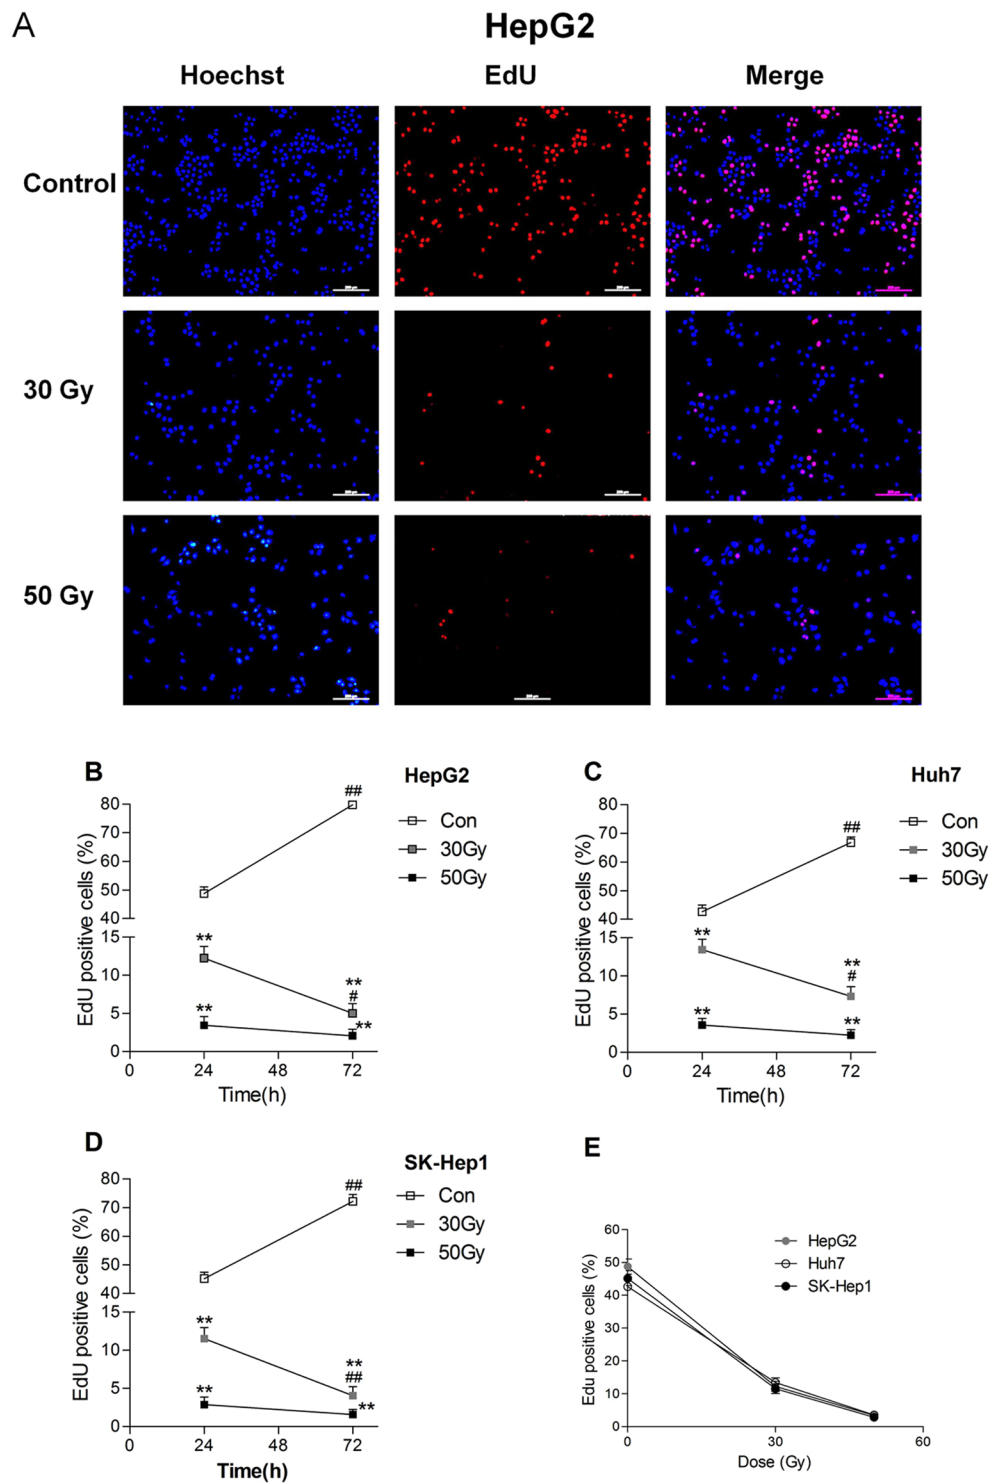 A
HepG2
Hoechst EdU Merge
Control
30 Gy
50 Gy
B HepG2
EdU positive cells (%)
80
70
60
50
40
15
10
5
0
0 24 48 72
Time(h)
Con
30Gy
50Gy
##
**
**
#
**
**
C Huh7
EdU positive cells (%)
80
70
60
50
40
15
10
5
0
0 24 48 72
Time(h)
Con
30Gy
50Gy
##
**
**
#
**
**
D SK-Hep1
EdU positive cells (%)
80
70
60
50
40
15
10
5
0
0 24 48 72
Time(h)
Con
30Gy
50Gy
##
**
**
##
**
**
E
Edu positive cells (%)
60
50
40
30
20
10
0
0 30 60
Dose (Gy)
HepG2
Huh7
SK-Hep1